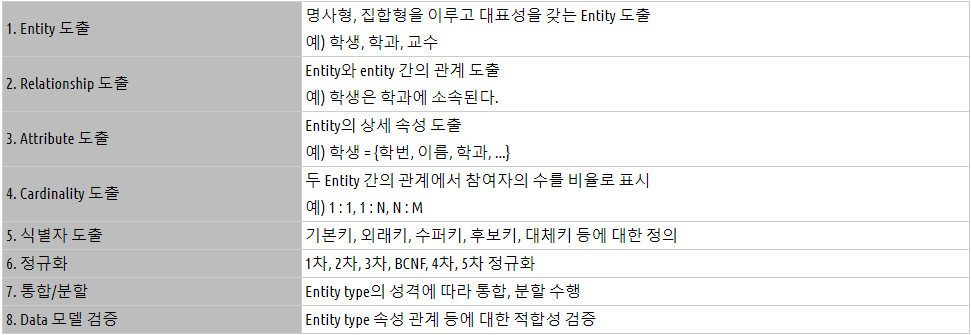 1. Entity 도출
명사형, 집합형을 이루고 대표성을 갖는 Entity 도출
예) 학생, 학과, 교수
2. Relationship 도출
Entity와 entity 간의 관계 도출
예) 학생은 학과에 소속된다.
3. Attribute 도출
Entity의 상세 속성 도출
예) 학생 = {학번, 이름, 학과, ...}
4. Cardinality 도출
두 Entity 간의 관계에서 참여자의 수를 비율로 표시
예) 1 : 1, 1 : N, N : M
5. 식별자 도출
기본키, 외래키, 수퍼키, 후보키, 대체키 등에 대한 정의
6. 정규화
1차, 2차, 3차, BCNF, 4차, 5차 정규화
7. 통합/분할
Entity type의 성격에 따라 통합, 분할 수행
8. Data 모델 검증
Entity type 속성 관계 등에 대한 적합성 검증